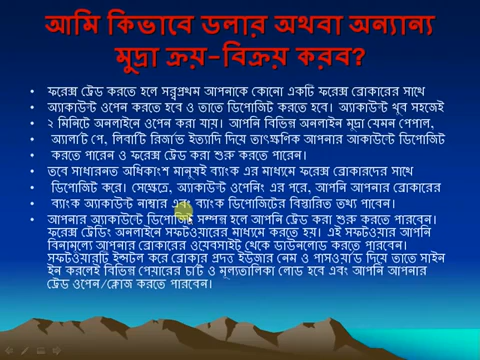 আমি কিভাবে ডলার অথবা অন্যান্য
মুদ্রা ক্রয়-বিক্রয় করব?
ফরেক্স ট্রেড করতে হলে সর্বপ্রথম আপনাকে কোনো একটি ফরেক্স ব্রোকারের সাথে
অ্যাকাউন্ট ওপেন করতে হবে ও তাতে ডিপোজিট করতে হবে। অ্যাকাউন্ট খুব সহজেই
২ মিনিটে অনলাইনে ওপেন করা যায়। আপনি বিভিন্ন অনলাইন মুদ্রা যেমন পেপাল,
অ্যালার্ট পে, লিবার্টি রিজার্ভ ইত্যাদি দিয়ে তাৎক্ষণিক আপনার আকাউন্টে ডিপোজিট
করতে পারেন ও ফরেক্স ট্রেড করা শুরু করতে পারেন।
তবে সাধারনত অধিকাংশ মানুষই ব্যাংক এর মাধ্যমে ফরেক্স ব্রোকারদের সাথে
ডিপোজিট করে। সেক্ষেত্রে, অ্যাকাউন্ট ওপেনিং এর পরে, আপনি আপনার ব্রোকারের
ব্যাংক অ্যাকাউন্ট নাম্বার এবং ব্যাংক ডিপোজিটের বিস্তারিত তথ্য পাবেন।
আপনার অ্যাকাউন্টে ডিপোজিট সম্পন্ন হলে আপনি ট্রেড করা শুরু করতে পারবেন।
ফরেক্স ট্রেডিং অনলাইনে সফটওয়ারের মাধ্যমে করতে হয়। এই সফটওয়ার আপনি
বিনামূল্যে আপনার ব্রোকারের ওয়েবসাইট থেকে ডাউনলোড করতে পারবেন।
সফটওয়ারটি ইন্সটল করে ব্রোকার প্রদত্ত ইউজার নেম ও পাসওয়ার্ড দিয়ে তাতে সাইন
ইন করলেই বিভিন্ন পেয়ারের চার্ট ও মূল্যতালিকা লোড হবে এবং আপনি আপনার
ট্রেড ওপেন/ক্লোজ করতে পারবেন।